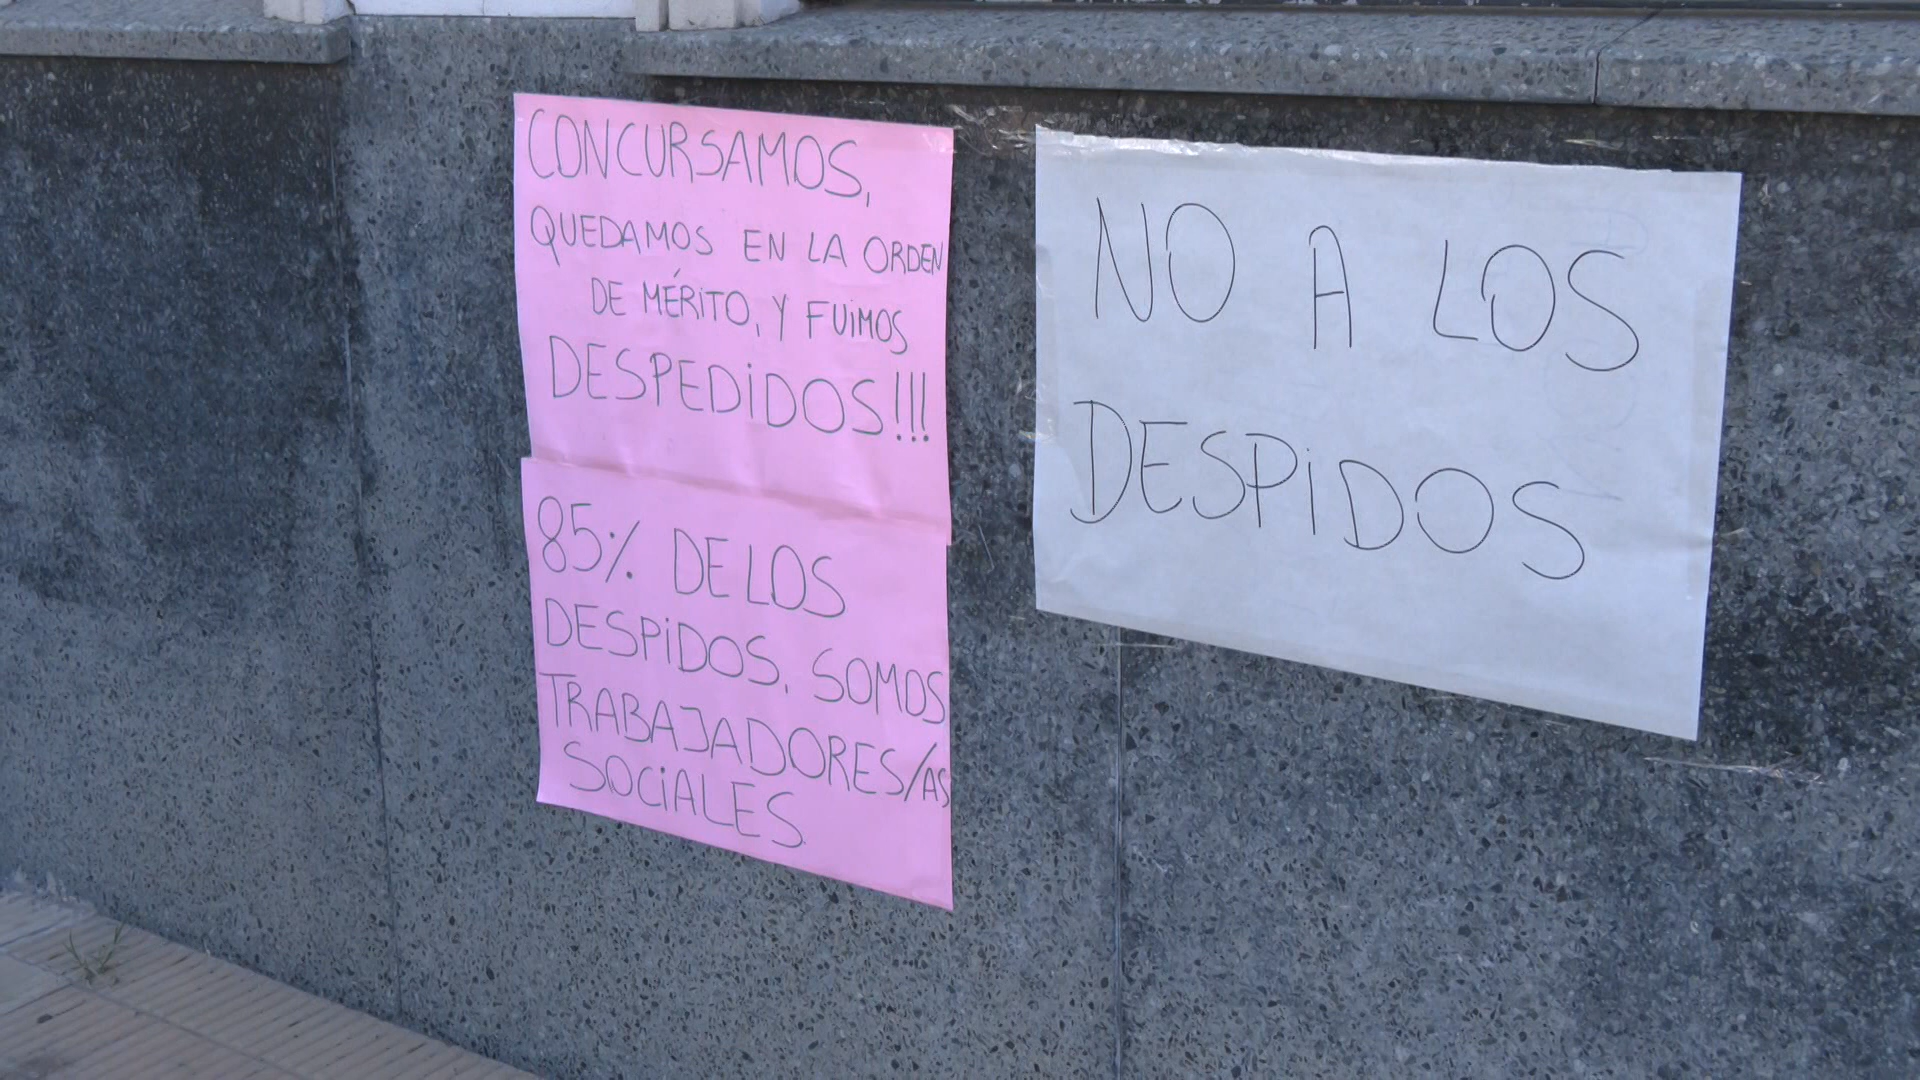 CONCURSAMOS,
QUEDAMOS EN LA ORDEN
DE MÉRiTO, Y FUiMOS
DESPEDiDOS!!!
85% DE LOS
DESPiDOS, SOMOS
TRABAJADORES/AS
SOCiALES.
NO A LOS
DESPiDOS